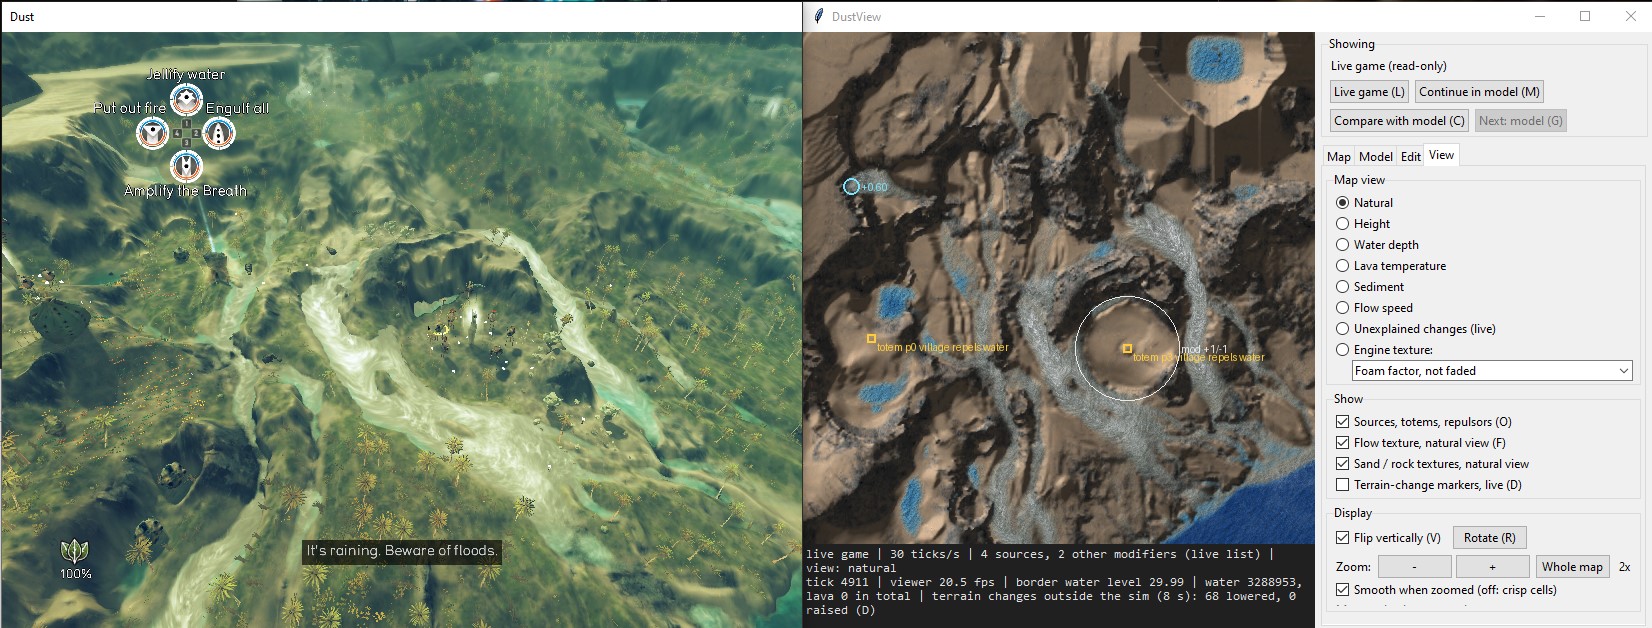 Dust
Jellify water
Put out fire
Engulf all
1
4
2
3
Amplify the Breath
It's raining. Beware of floods.
100%
DustView
+0.60
totem p0 village repels water
mod +1/-1
live game | 30 ticks/s | 4 sources, 2 other modifiers (live list) |
view: natural
tick 4911 | viewer 20.5 fps | border water level 29.99 | water 3288953,
lava 0 in total | terrain changes outside the sim (8 s): 68 lowered, 0
raised (D)
Showing
Live game (read-only)
Live game (L)
Continue in model (M)
Compare with model (C)
Next: model (G)
Map
Model
Edit
View
Map view
Natural
Height
Water depth
Lava temperature
Sediment
Flow speed
Unexplained changes (live)
Engine texture:
Foam factor, not faded
Show
Sources, totems, repulsors (O)
Flow texture, natural view (F)
Sand / rock textures, natural view
Terrain-change markers, live (D)
Display
Flip vertically (V)
Rotate (R)
Zoom:
-
+
Whole map
2x
Smooth when zoomed (off: crisp cells)